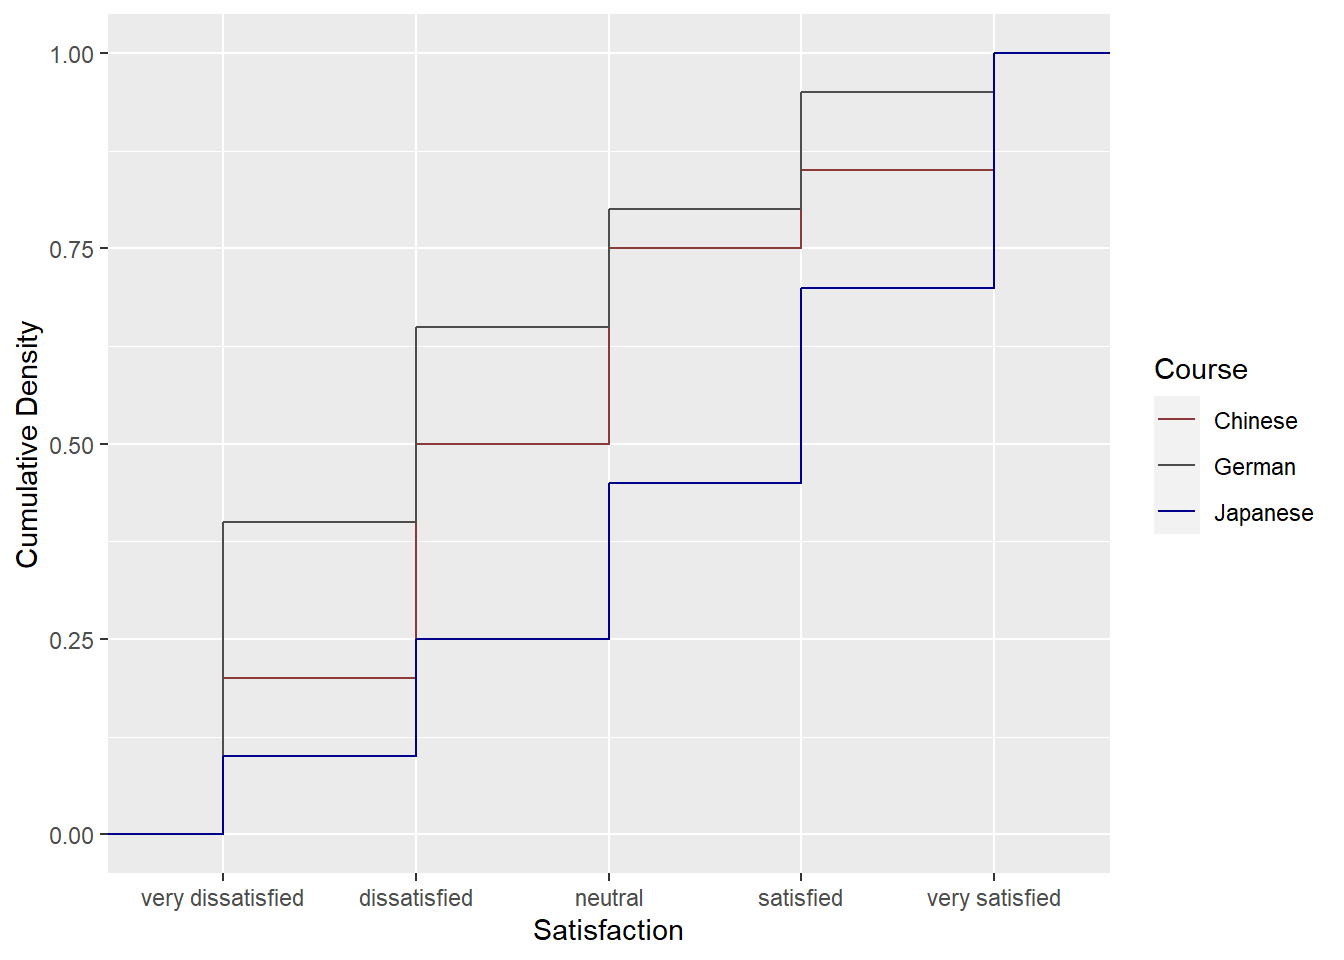 1.00
0.75
0.50
0.25
0.00
Cumulative Density
very dissatisfied
dissatisfied
neutral
satisfied
very satisfied
Satisfaction
Course
Chinese
German
Japanese